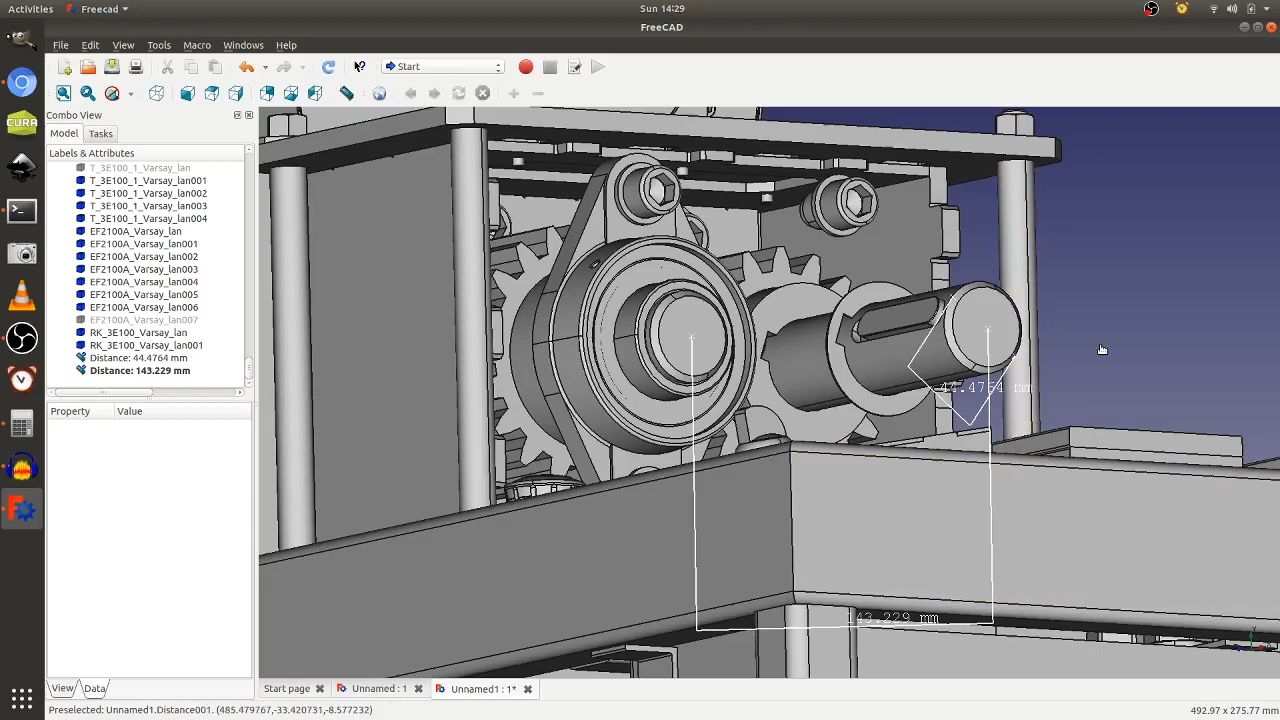 Activities Freecad Sun 14:29
FreeCAD
File Edit View Tools Macro Windows Help
Start
Combo View
Model Tasks
Labels & Attributes
T_3E100_1_Varsay_lan
T_3E100_1_Varsay_lan001
T_3E100_1_Varsay_lan002
T_3E100_1_Varsay_lan003
T_3E100_1_Varsay_lan004
EF2100A_Varsay_lan
EF2100A_Varsay_lan001
EF2100A_Varsay_lan002
EF2100A_Varsay_lan003
EF2100A_Varsay_lan004
EF2100A_Varsay_lan005
EF2100A_Varsay_lan006
EF2100A_Varsay_lan007
RK_3E100_Varsay_lan
RK_3E100_Varsay_lan001
Distance: 44.4764 mm
Distance: 143.229 mm
Property Value
CURA
44.4764 mm
143.229 mm
View Data
Start page Unnamed : 1 Unnamed1 : 1*
Preselected: Unnamed1.Distance001. (485.479767,-33.420731,-8.577232) 492.97 x 275.77 mm